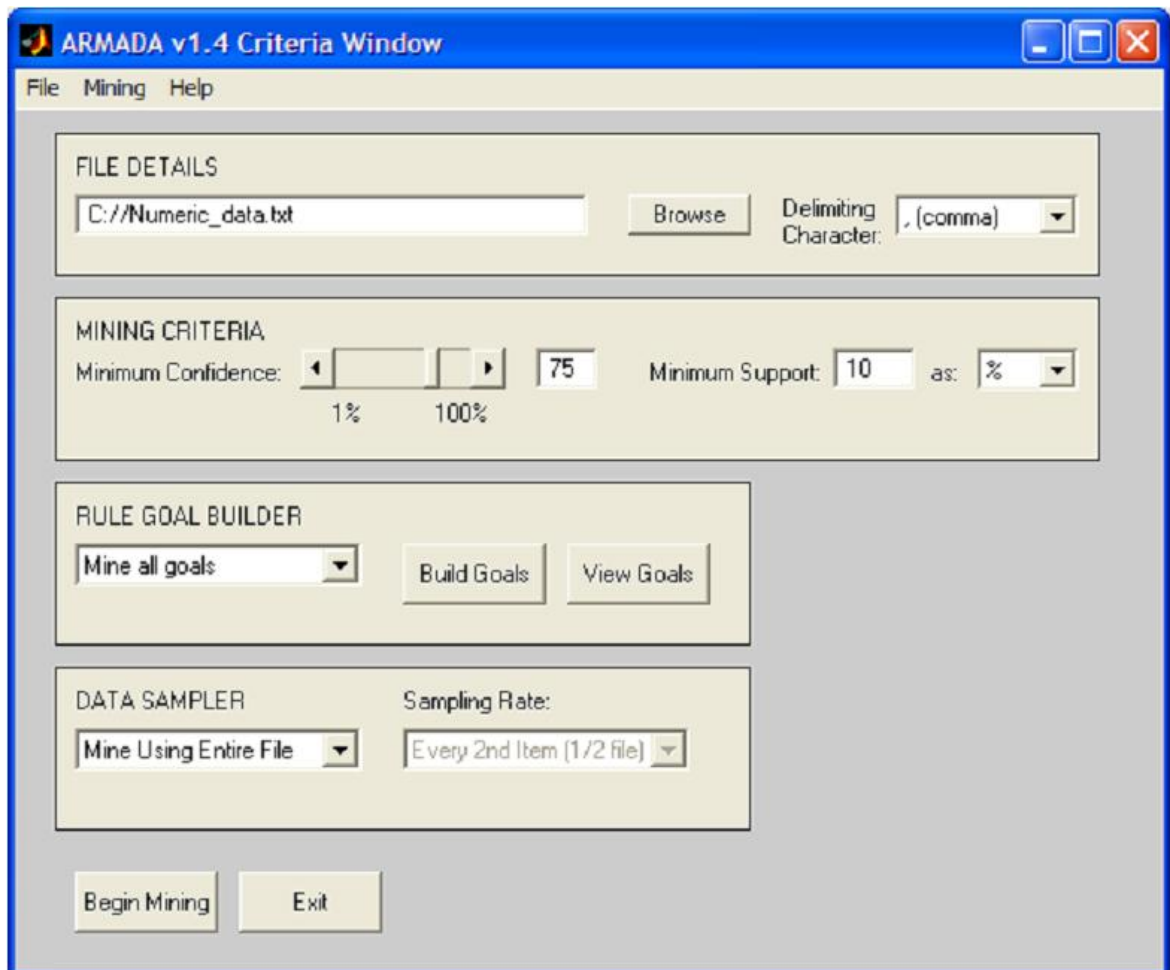 ARMADA v1.4 Criteria Window
File Mining Help
FILE DETAILS
C://Numeric_data.txt Browse Delimiting Character: , (comma)
MINING CRITERIA
Minimum Confidence: 75 Minimum Support: 10 as: %
1% 100%
RULE GOAL BUILDER
Mine all goals Build Goals View Goals
DATA SAMPLER Sampling Rate:
Mine Using Entire File Every 2nd Item (1/2 file)
Begin Mining Exit